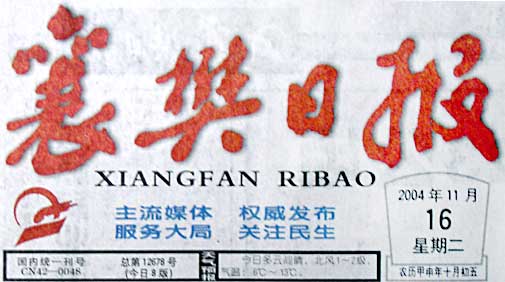 襄樊日报
XIANGFAN RIBAO
主流媒体 权威发布
服务大局 关注民生
2004年11月
16
星期二
农历甲申年十月初五
国内统一刊号
CN42-0048
总第12678号
(今日8版)
今日多云间晴，北风1~2级，
气温：6℃~13℃。